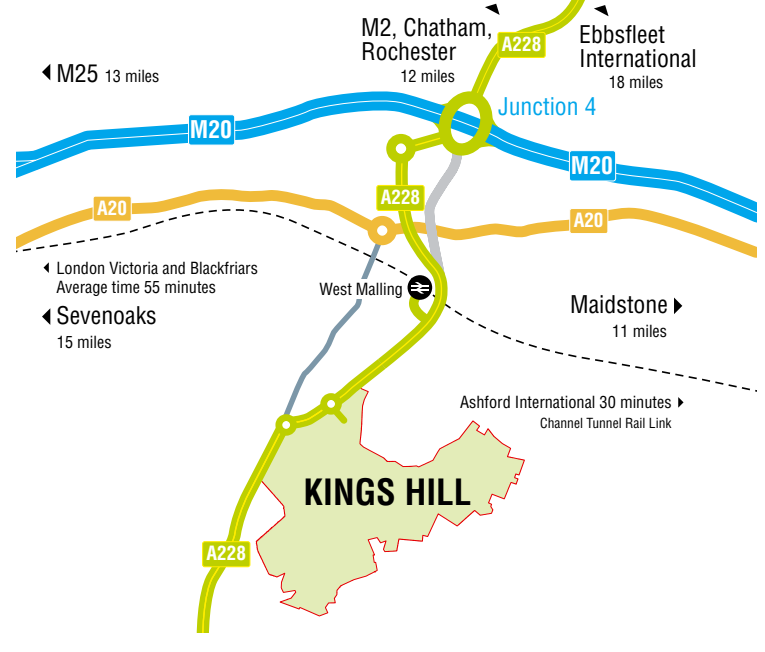 M2, Chatham,
Rochester
12 miles
A228
Ebbsfleet
International
18 miles
M25 13 miles
Junction 4
M20
M20
A228
A20
A20
London Victoria and Blackfriars
Average time 55 minutes
West Malling
Sevenoaks
15 miles
Maidstone
11 miles
Ashford International 30 minutes
Channel Tunnel Rail Link
KINGS HILL
A228